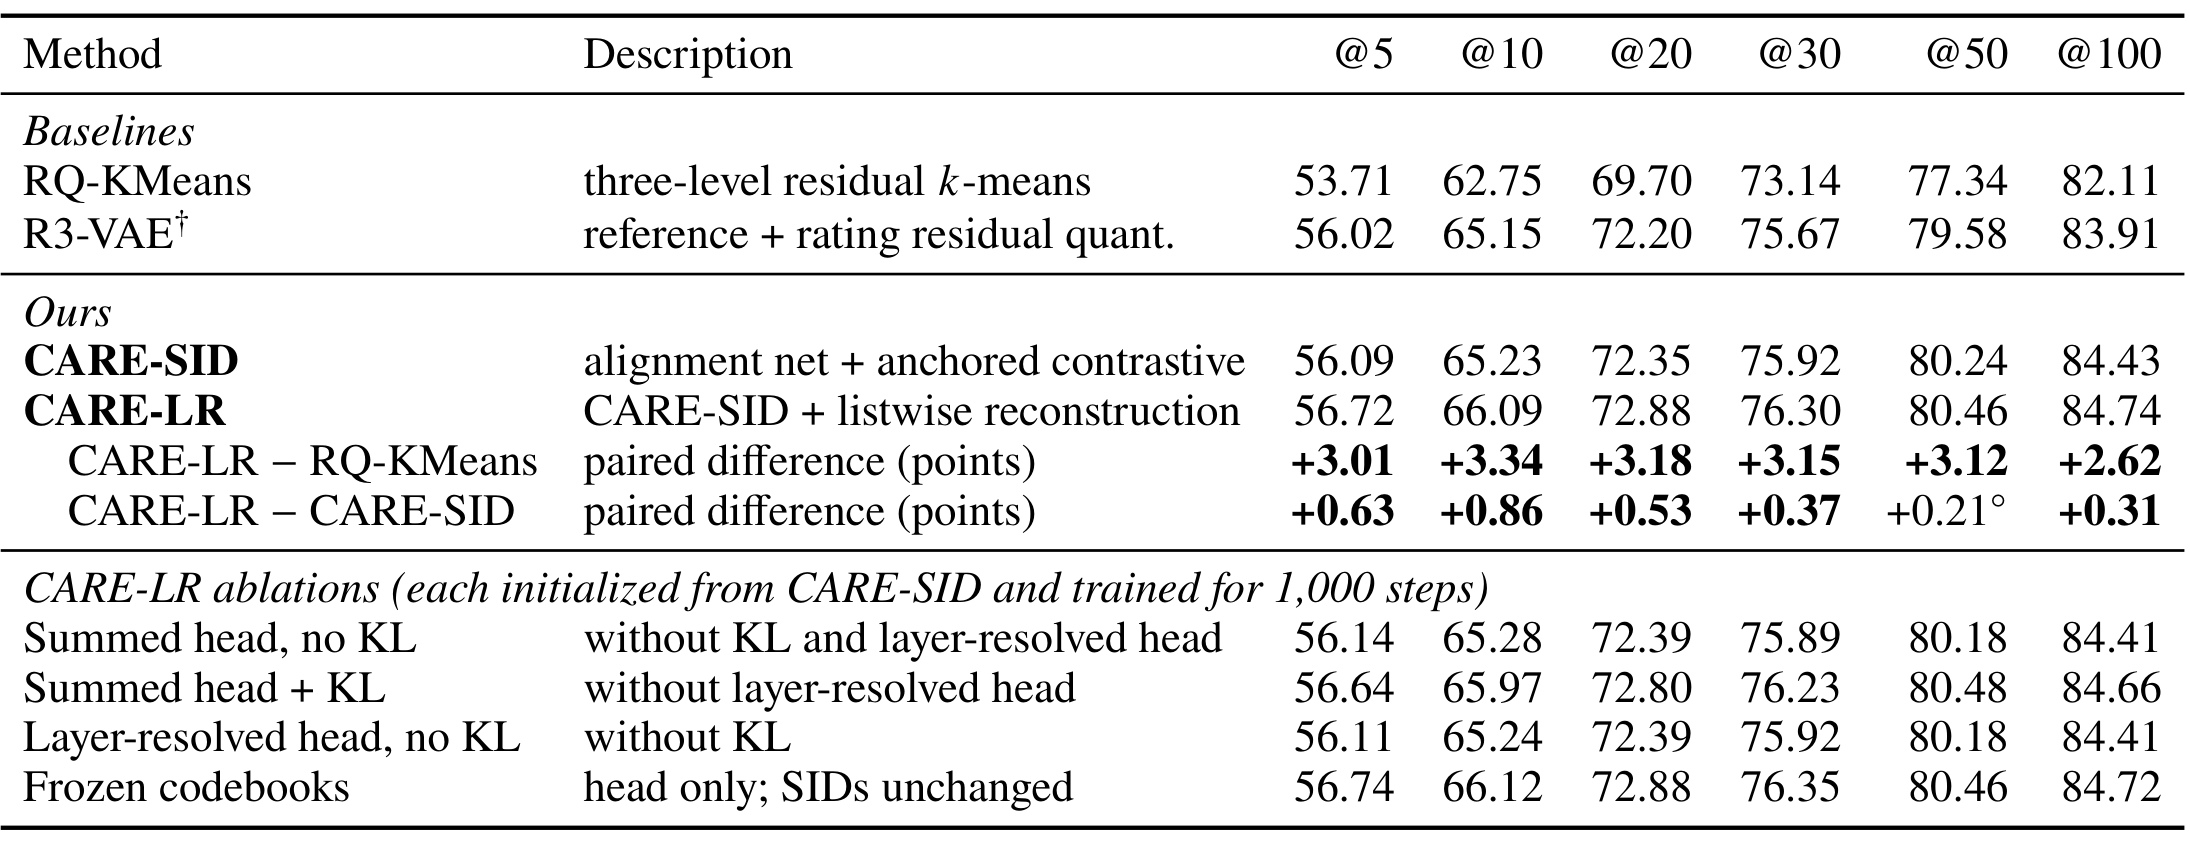 Method Description @5 @10 @20 @30 @50 @100
Baselines
RQ-KMeans three-level residual k-means 53.71 62.75 69.70 73.14 77.34 82.11
R3-VAE† reference + rating residual quant. 56.02 65.15 72.20 75.67 79.58 83.91
Ours
CARE-SID alignment net + anchored contrastive 56.09 65.23 72.35 75.92 80.24 84.43
CARE-LR CARE-SID + listwise reconstruction 56.72 66.09 72.88 76.30 80.46 84.74
CARE-LR − RQ-KMeans paired difference (points) +3.01 +3.34 +3.18 +3.15 +3.12 +2.62
CARE-LR − CARE-SID paired difference (points) +0.63 +0.86 +0.53 +0.37 +0.21° +0.31
CARE-LR ablations (each initialized from CARE-SID and trained for 1,000 steps)
Summed head, no KL without KL and layer-resolved head 56.14 65.28 72.39 75.89 80.18 84.41
Summed head + KL without layer-resolved head 56.64 65.97 72.80 76.23 80.48 84.66
Layer-resolved head, no KL without KL 56.11 65.24 72.39 75.92 80.18 84.41
Frozen codebooks head only; SIDs unchanged 56.74 66.12 72.88 76.35 80.46 84.72